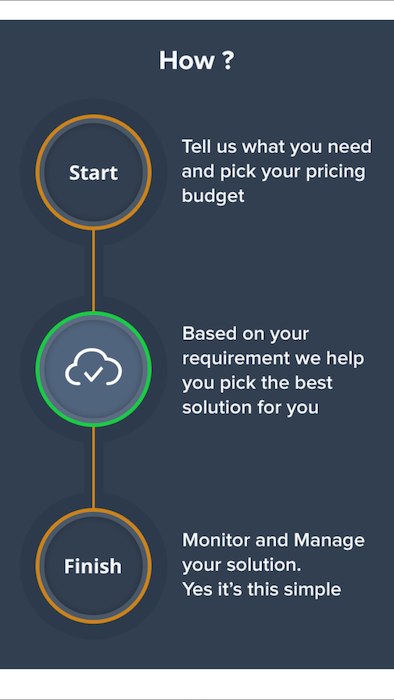 How ?
Start
Tell us what you need
and pick your pricing
budget
Based on your
requirement we help
you pick the best
solution for you
Finish
Monitor and Manage
your solution.
Yes it’s this simple